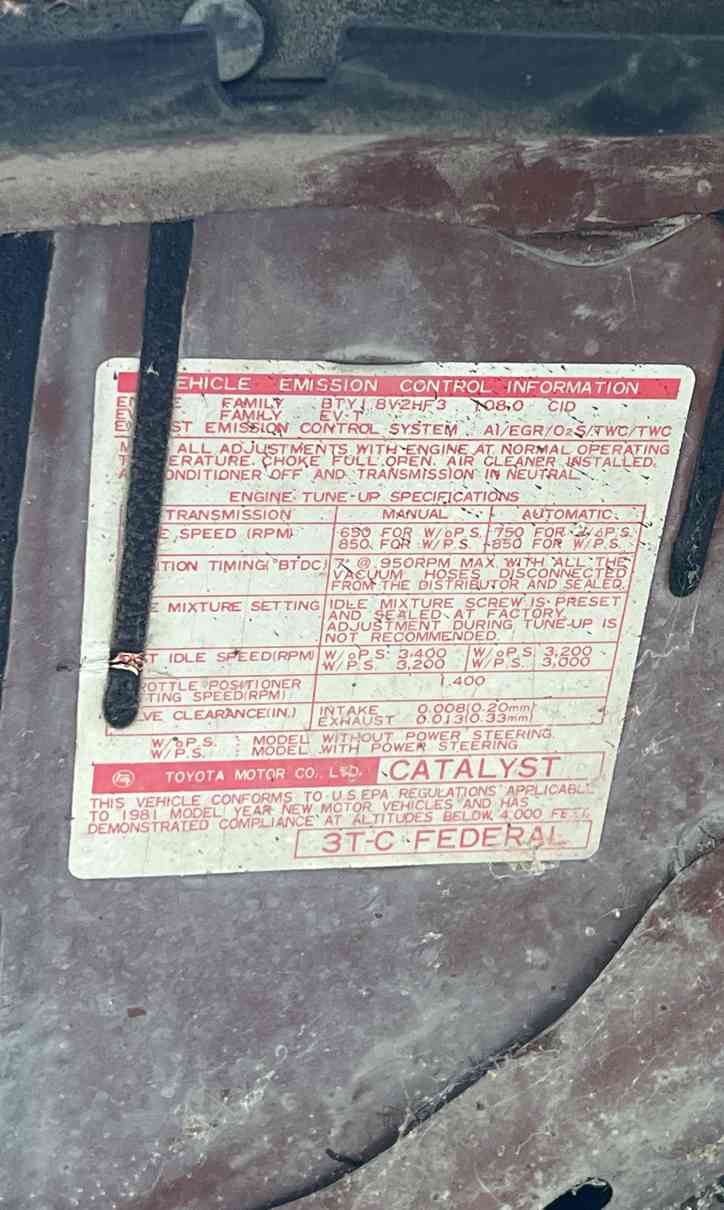 EHICLE EMISSION CONTROL INFORMATION
FAMILY BTY1.8V2HF3 108.0 CID
FAMILY EV-T
ST EMISSION CONTROL SYSTEM AI/EGR/O2S/TWC/TWC
ALL ADJUSTMENTS WITH ENGINE AT NORMAL OPERATING
ERATURE. CHOKE FULL OPEN. AIR CLEANER INSTALLED.
CONDITIONER OFF AND TRANSMISSION IN NEUTRAL
ENGINE TUNE-UP SPECIFICATIONS
TRANSMISSION MANUAL AUTOMATIC
E SPEED (RPM) 650 FOR W/oP.S. 750 FOR W/oP.S.
850 FOR W/P.S. 850 FOR W/P.S.
ITION TIMING(°BTDC) 7 @ 950RPM MAX WITH ALL THE
VACUUM HOSES DISCONNECTED
FROM THE DISTRIBUTOR AND SEALED
E MIXTURE SETTING IDLE MIXTURE SCREW IS PRESET
AND SEALED AT FACTORY.
ADJUSTMENT DURING TUNE-UP IS
NOT RECOMMENDED.
T IDLE SPEED(RPM) W/oP.S. 3,400 W/oP.S. 3,200
W/P.S. 3,200 W/P.S. 3,000
ROTTLE POSITIONER 1,400
TING SPEED(RPM)
VE CLEARANCE(IN.) INTAKE 0.008(0.20mm)
EXHAUST 0.013(0.33mm)
W/oP.S. : MODEL WITHOUT POWER STEERING
W/P.S. : MODEL WITH POWER STEERING
TOYOTA MOTOR CO., LTD. CATALYST
THIS VEHICLE CONFORMS TO U.S.EPA REGULATIONS APPLICABLE
TO 1981 MODEL YEAR NEW MOTOR VEHICLES AND HAS
DEMONSTRATED COMPLIANCE AT ALTITUDES BELOW 4,000 FEET.
3T-C FEDERAL